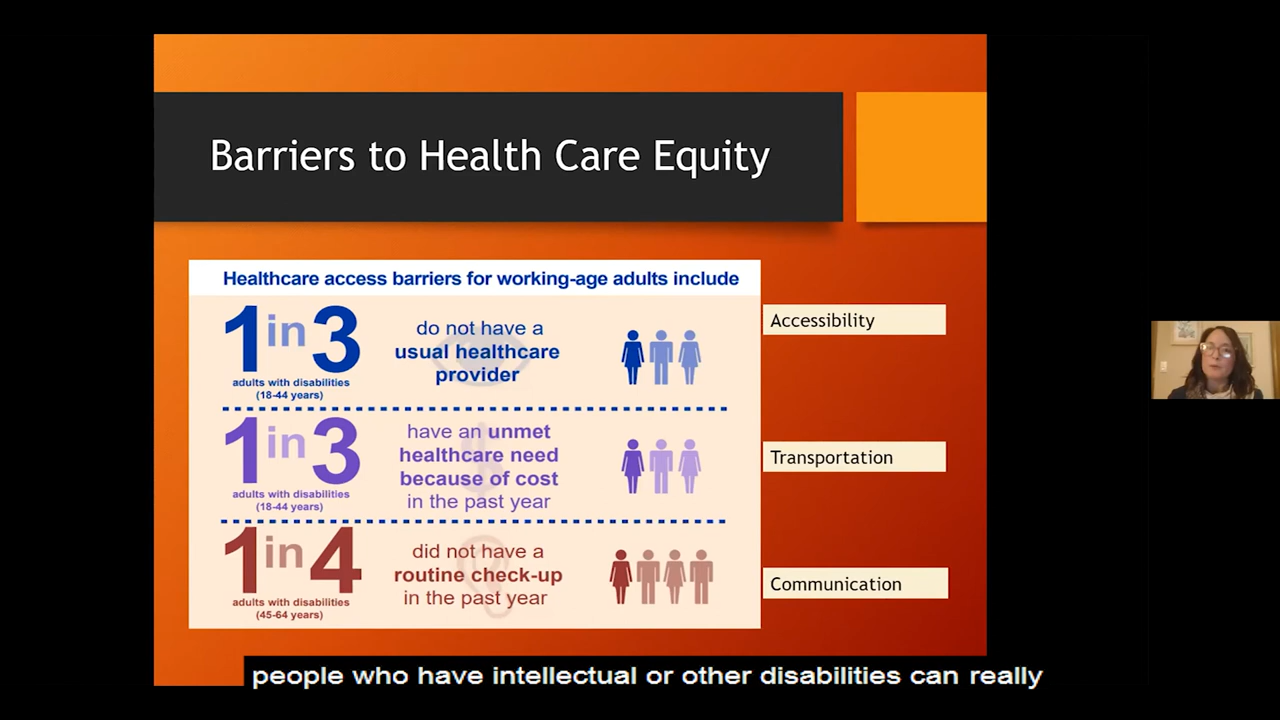 Barriers to Health Care Equity
Healthcare access barriers for working-age adults include
1 in 3
adults with disabilities
(18-44 years)
do not have a
usual healthcare
provider
Accessibility
1 in 3
adults with disabilities
(18-44 years)
have an unmet
healthcare need
because of cost
in the past year
Transportation
1 in 4
adults with disabilities
(45-64 years)
did not have a
routine check-up
in the past year
Communication
people who have intellectual or other disabilities can really